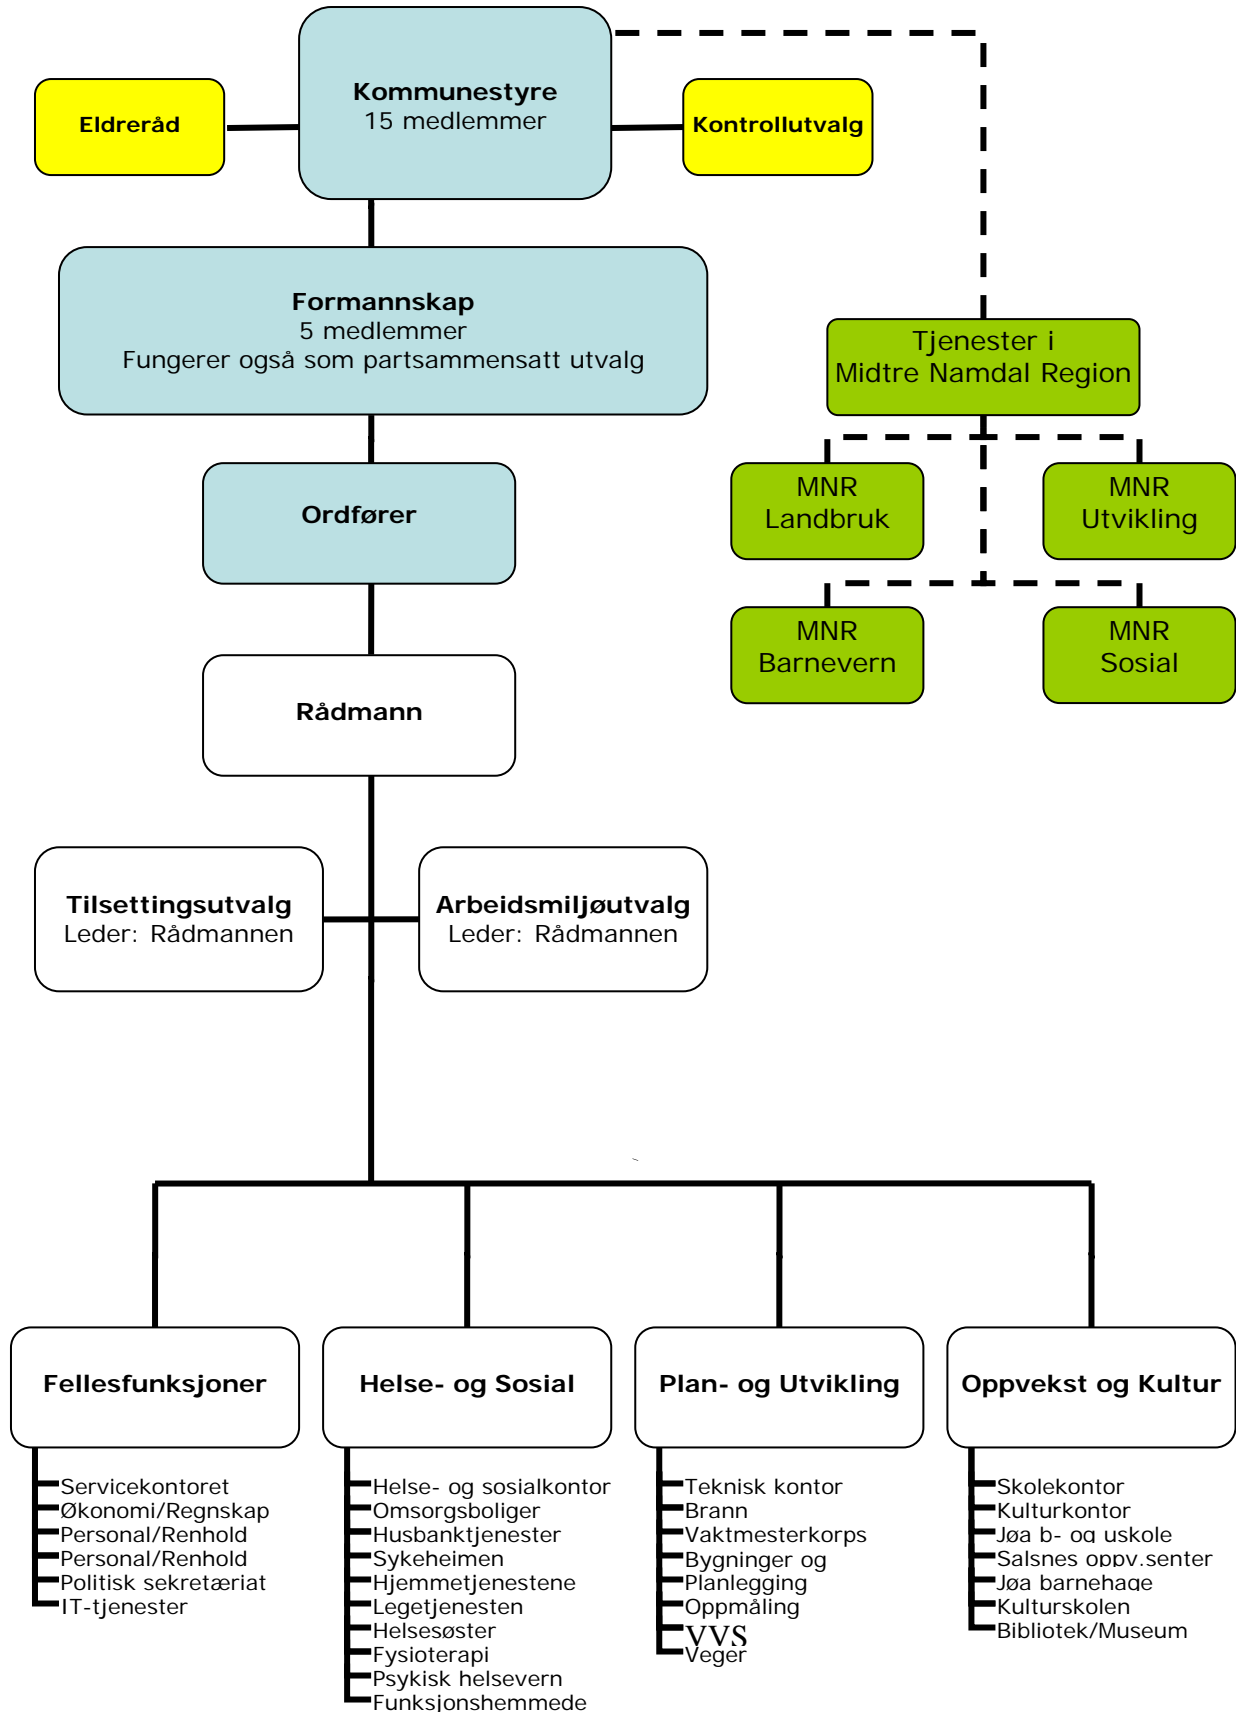 Kommunestyre
15 medlemmer
Eldreråd
Kontrollutvalg
Formannskap
5 medlemmer
Fungerer også som partsammensatt utvalg
Tjenester i
Midtre Namdal Region
MNR
Landbruk
MNR
Utvikling
MNR
Barnevern
MNR
Sosial
Ordfører
Rådmann
Tilsettingsutvalg
Leder: Rådmannen
Arbeidsmiljøutvalg
Leder: Rådmannen
Fellesfunksjoner
Servicekontoret
Økonomi/Regnskap
Personal/Renhold
Personal/Renhold
Politisk sekretæriat
IT-tjenester
Helse- og Sosial
Helse- og sosialkontor
Omsorgsboliger
Husbanktjenester
Sykeheimen
Hjemmetjenestene
Legetjenesten
Helsesøster
Fysioterapi
Psykisk helsevern
Funksjonshemmede
Plan- og Utvikling
Teknisk kontor
Brann
Vaktmesterkorps
Bygninger og
Planlegging
Oppmåling
VVS
Veger
Oppvekst og Kultur
Skolekontor
Kulturkontor
Jøa b- og uskole
Salsnes oppv.senter
Jøa barnehage
Kulturskolen
Bibliotek/Museum